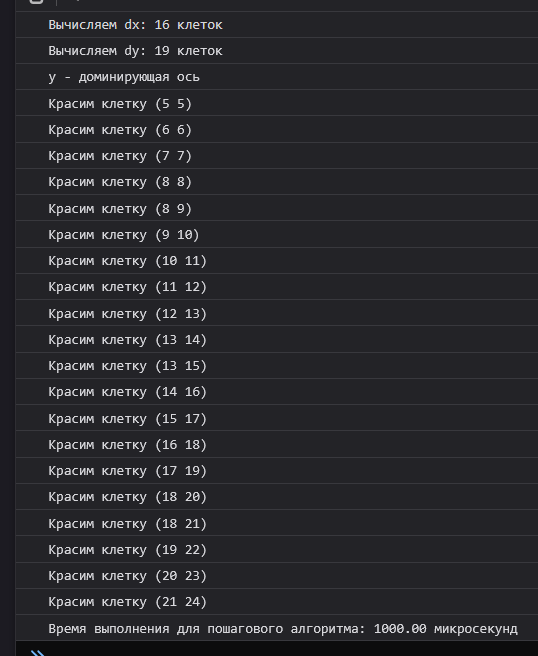 Вычисляем dx: 16 клеток
Вычисляем dy: 19 клеток
y - доминирующая ось
Красим клетку (5 5)
Красим клетку (6 6)
Красим клетку (7 7)
Красим клетку (8 8)
Красим клетку (8 9)
Красим клетку (9 10)
Красим клетку (10 11)
Красим клетку (11 12)
Красим клетку (12 13)
Красим клетку (13 14)
Красим клетку (13 15)
Красим клетку (14 16)
Красим клетку (15 17)
Красим клетку (16 18)
Красим клетку (17 19)
Красим клетку (18 20)
Красим клетку (18 21)
Красим клетку (19 22)
Красим клетку (20 23)
Красим клетку (21 24)
Время выполнения для пошагового алгоритма: 1000.00 микросекунд